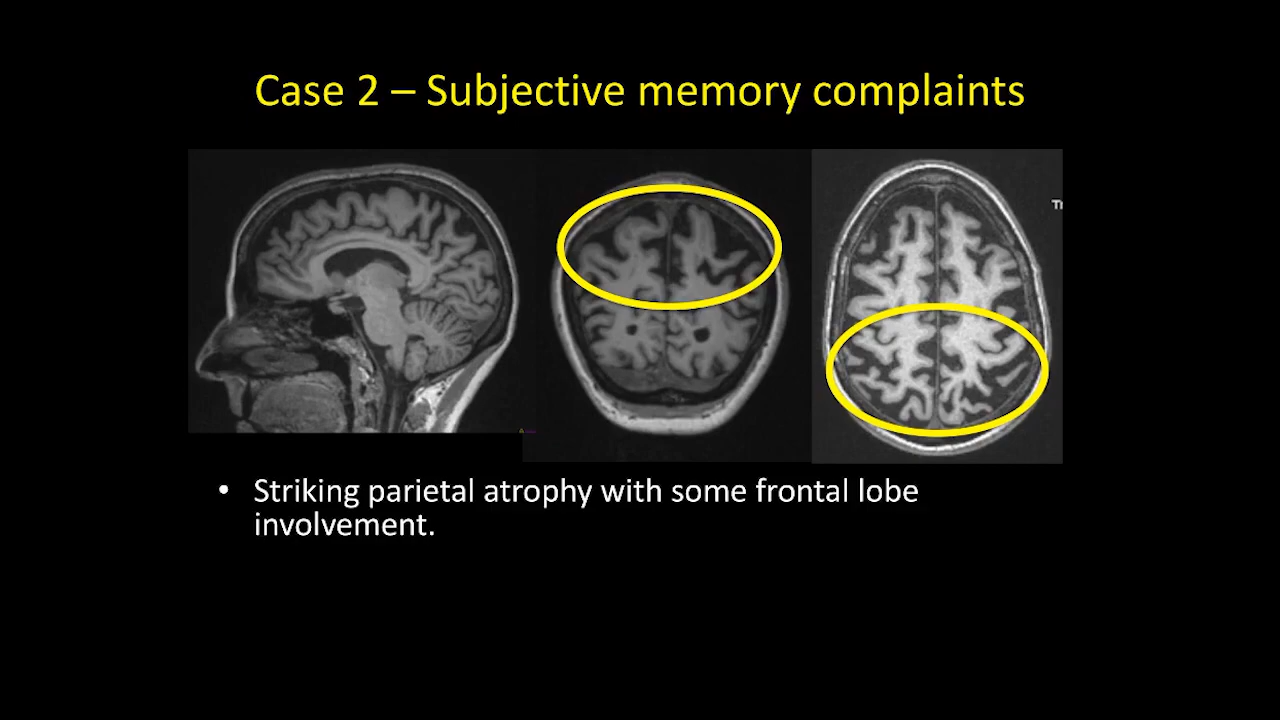 Case 2 – Subjective memory complaints
• Striking parietal atrophy with some frontal lobe
involvement.